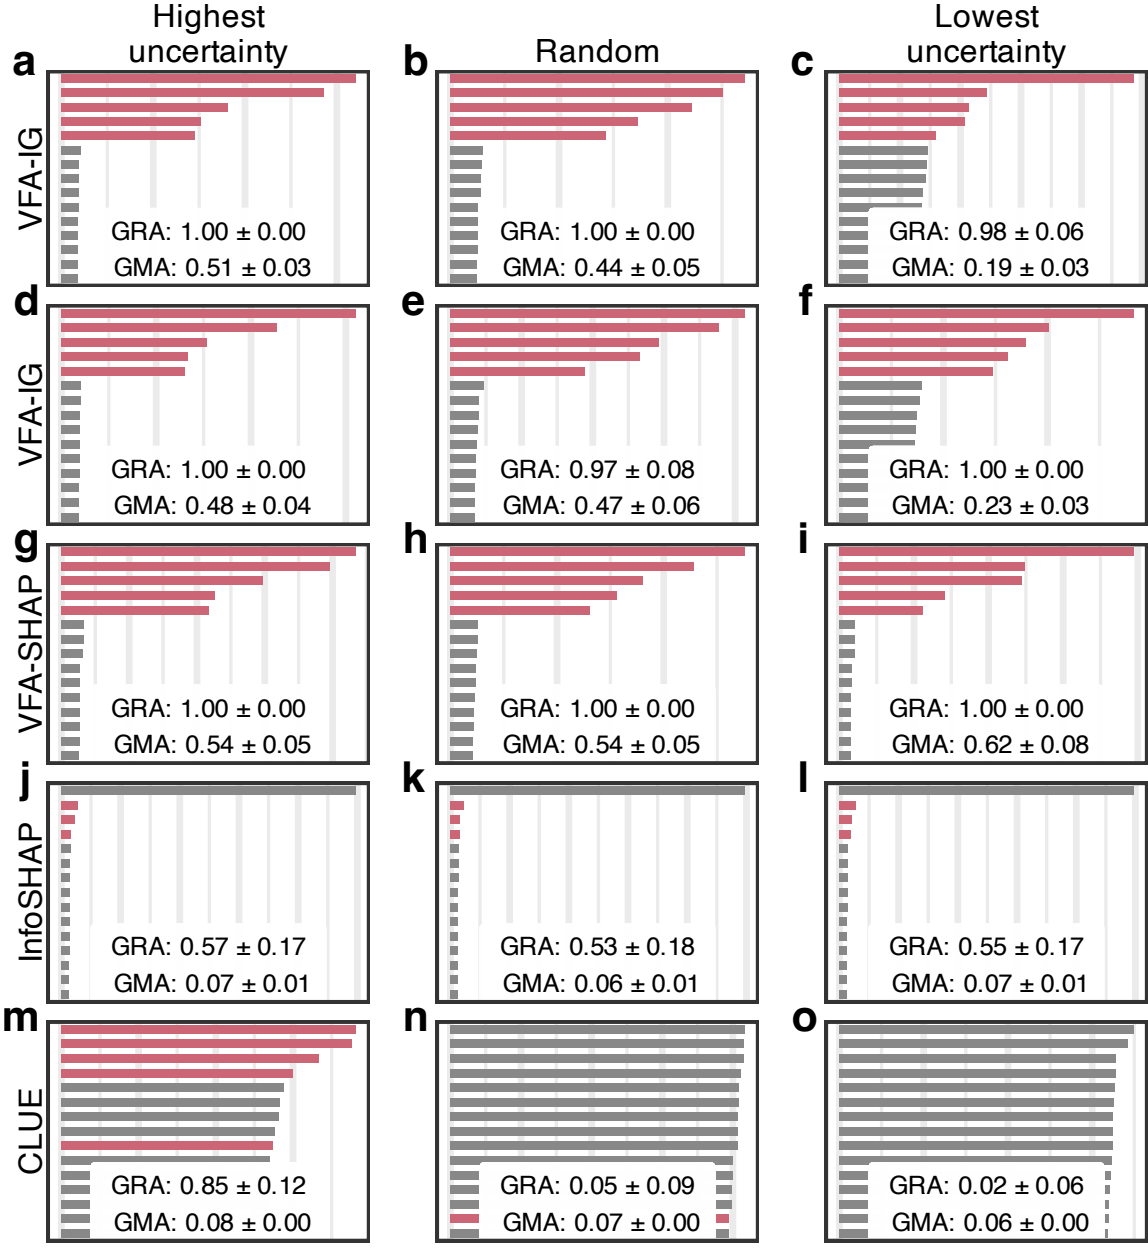 Highest
uncertainty
Random
Lowest
uncertainty
a
b
c
VFA-IG
GRA: 1.00 ± 0.00
GMA: 0.51 ± 0.03
GRA: 1.00 ± 0.00
GMA: 0.44 ± 0.05
GRA: 0.98 ± 0.06
GMA: 0.19 ± 0.03
d
e
f
VFA-IG
GRA: 1.00 ± 0.00
GMA: 0.48 ± 0.04
GRA: 0.97 ± 0.08
GMA: 0.47 ± 0.06
GRA: 1.00 ± 0.00
GMA: 0.23 ± 0.03
g
h
i
VFA-SHAP
GRA: 1.00 ± 0.00
GMA: 0.54 ± 0.05
GRA: 1.00 ± 0.00
GMA: 0.54 ± 0.05
GRA: 1.00 ± 0.00
GMA: 0.62 ± 0.08
j
k
l
InfoSHAP
GRA: 0.57 ± 0.17
GMA: 0.07 ± 0.01
GRA: 0.53 ± 0.18
GMA: 0.06 ± 0.01
GRA: 0.55 ± 0.17
GMA: 0.07 ± 0.01
m
n
o
CLUE
GRA: 0.85 ± 0.12
GMA: 0.08 ± 0.00
GRA: 0.05 ± 0.09
GMA: 0.07 ± 0.00
GRA: 0.02 ± 0.06
GMA: 0.06 ± 0.00